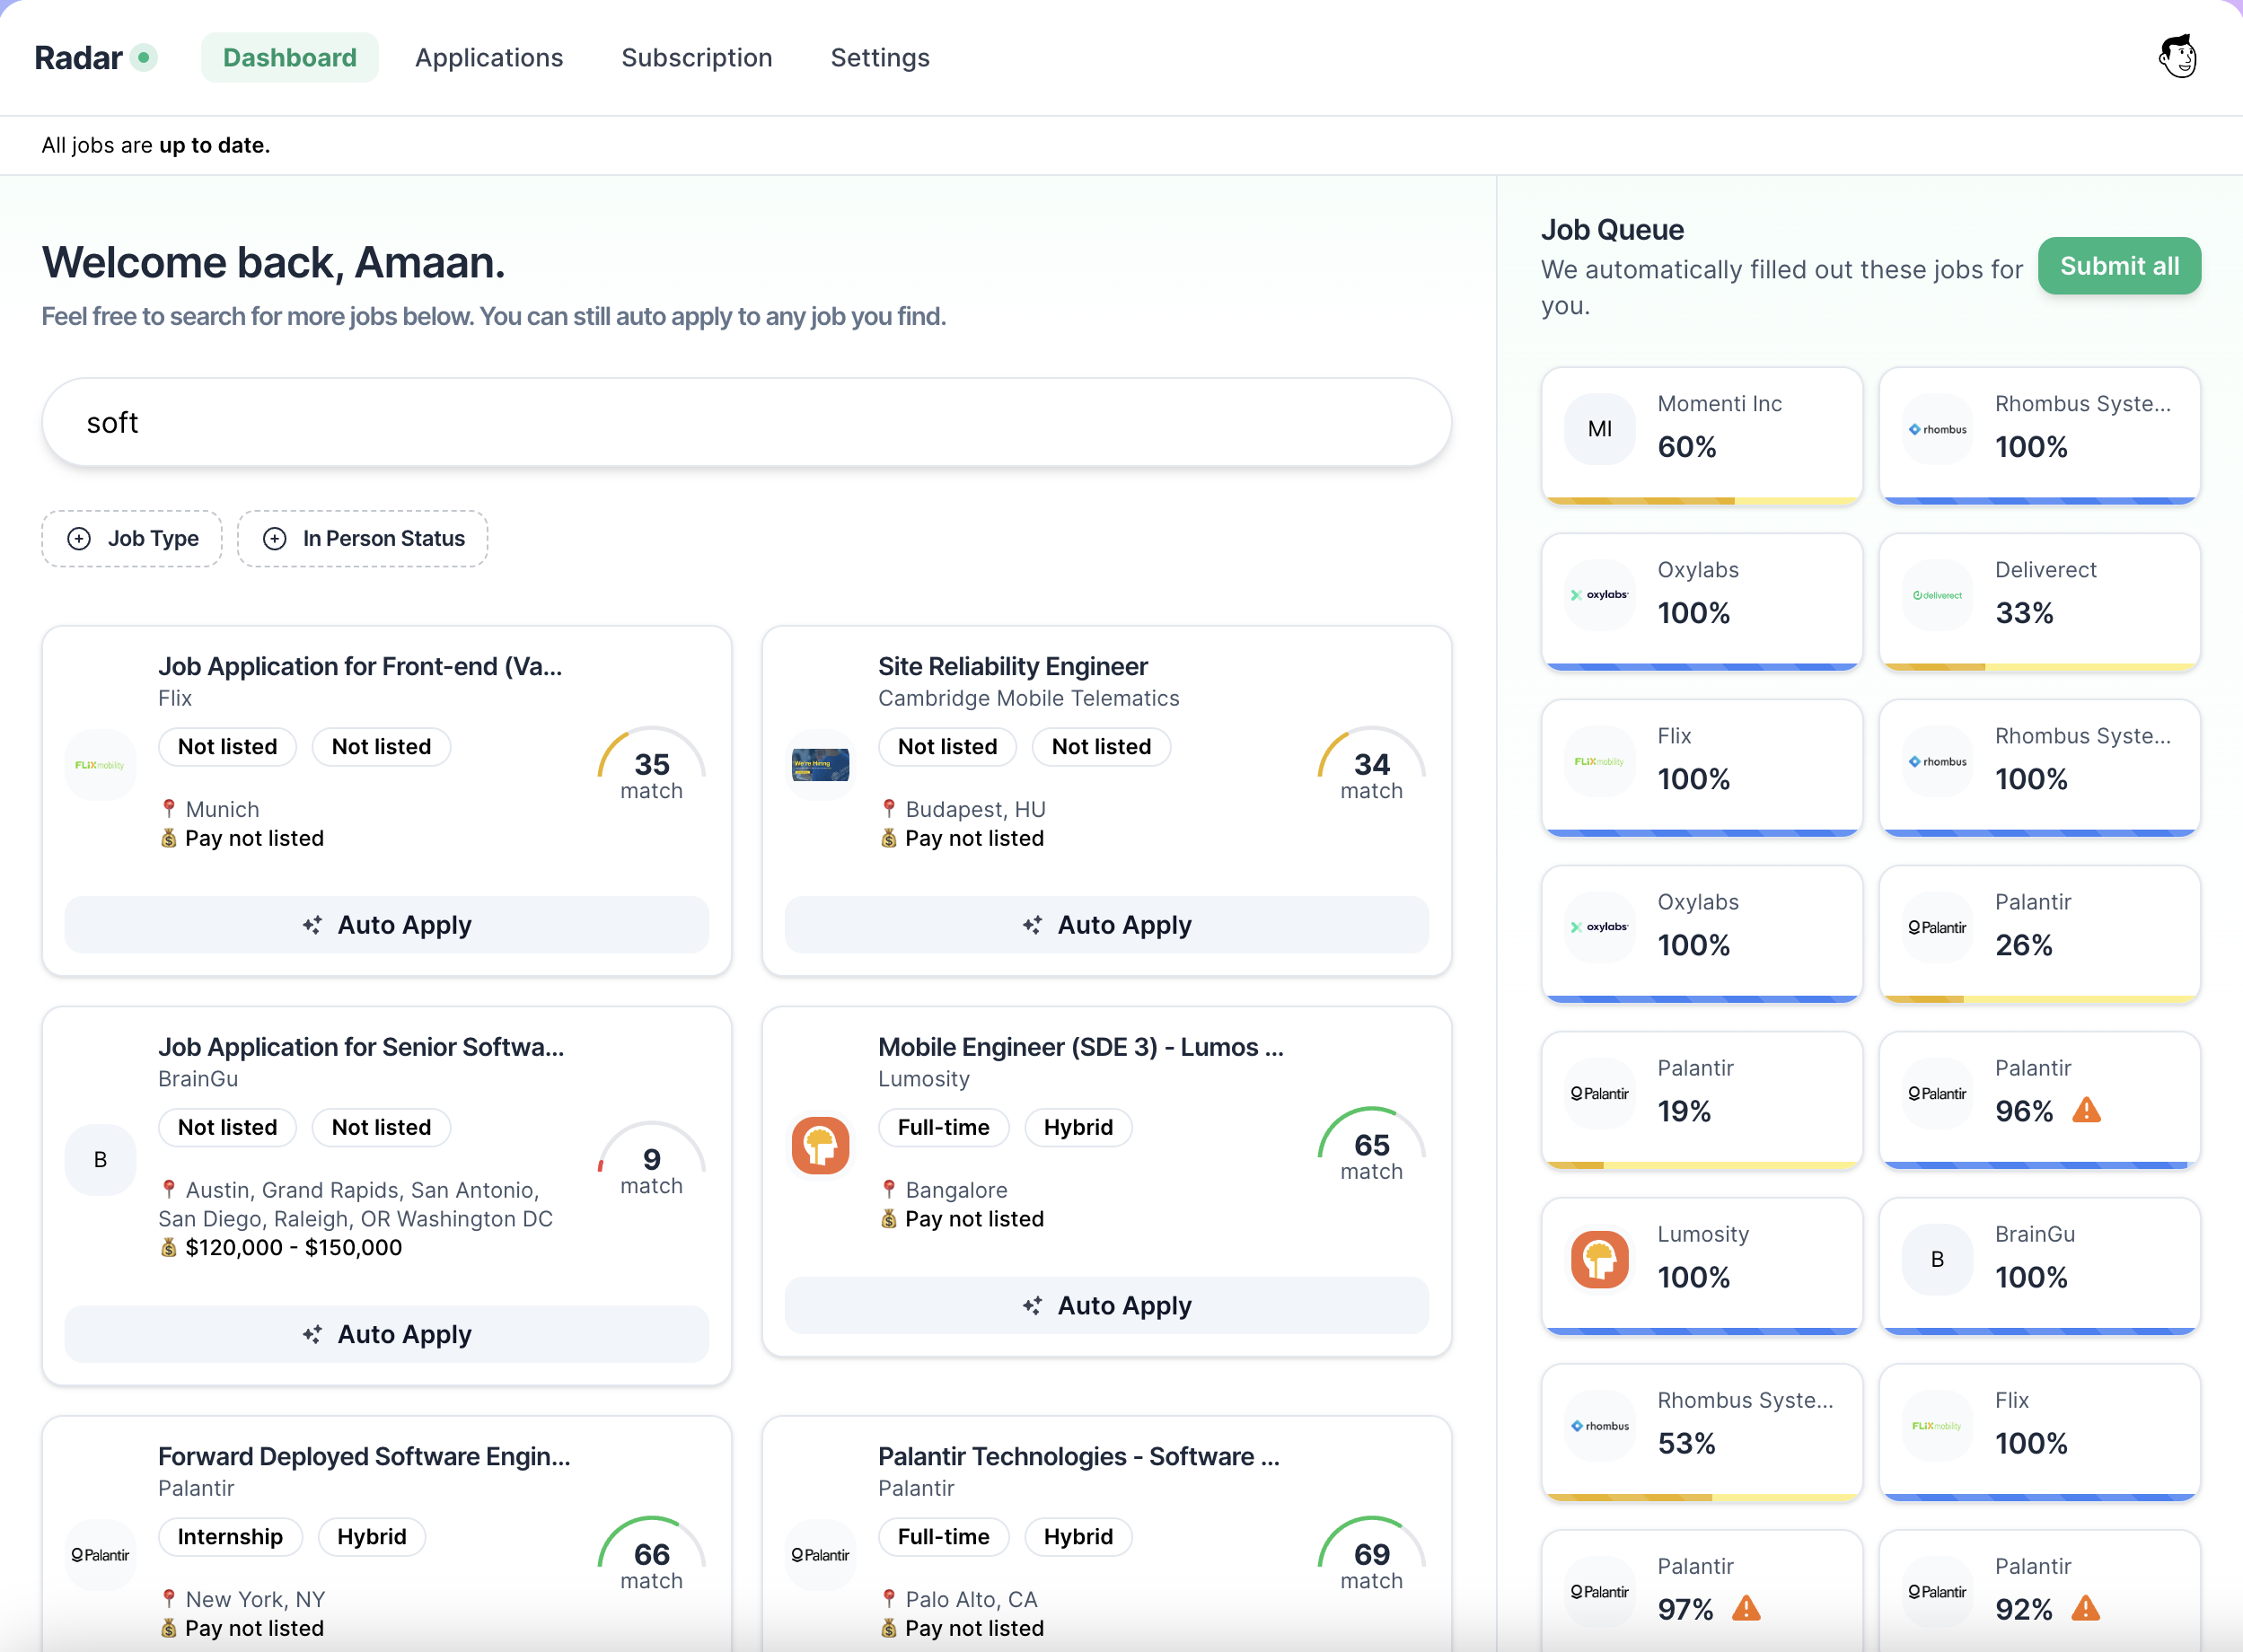 Radar
Dashboard
Applications
Subscription
Settings
All jobs are up to date.
Welcome back, Amaan.
Feel free to search for more jobs below. You can still auto apply to any job you find.
soft
Job Type
In Person Status
Job Application for Front-end (Va...
Flix
Not listed
Not listed
FLiXmobility
35
match
Munich
Pay not listed
Auto Apply
Site Reliability Engineer
Cambridge Mobile Telematics
Not listed
Not listed
We're Hiring
34
match
Budapest, HU
Pay not listed
Auto Apply
Job Application for Senior Softwa...
BrainGu
Not listed
Not listed
B
9
match
Austin, Grand Rapids, San Antonio,
San Diego, Raleigh, OR Washington DC
$120,000 - $150,000
Auto Apply
Mobile Engineer (SDE 3) - Lumos ...
Lumosity
Full-time
Hybrid
65
match
Bangalore
Pay not listed
Auto Apply
Forward Deployed Software Engin...
Palantir
Internship
Hybrid
Palantir
66
match
New York, NY
Pay not listed
Palantir Technologies - Software ...
Palantir
Full-time
Hybrid
Palantir
69
match
Palo Alto, CA
Pay not listed
Job Queue
We automatically filled out these jobs for
you.
Submit all
MI
Momenti Inc
60%
rhombus
Rhombus Syste...
100%
oxylabs
Oxylabs
100%
deliverect
Deliverect
33%
FLiXmobility
Flix
100%
rhombus
Rhombus Syste...
100%
oxylabs
Oxylabs
100%
Palantir
Palantir
26%
Palantir
Palantir
19%
Palantir
Palantir
96%
Lumosity
100%
B
BrainGu
100%
rhombus
Rhombus Syste...
53%
FLiXmobility
Flix
100%
Palantir
Palantir
97%
Palantir
Palantir
92%